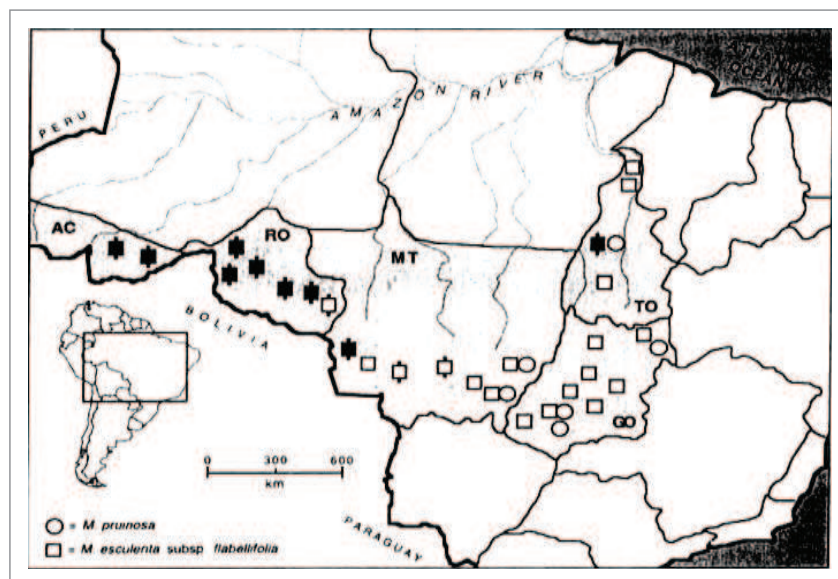 ATLANTIC
OCEAN
AMAZON RIVER
PERU
AC
RO
MT
TO
BOLIVIA
GO
0 300 600
km
PARAGUAY
○ = M. pruinosa
□ = M. esculenta subsp flabellifolia